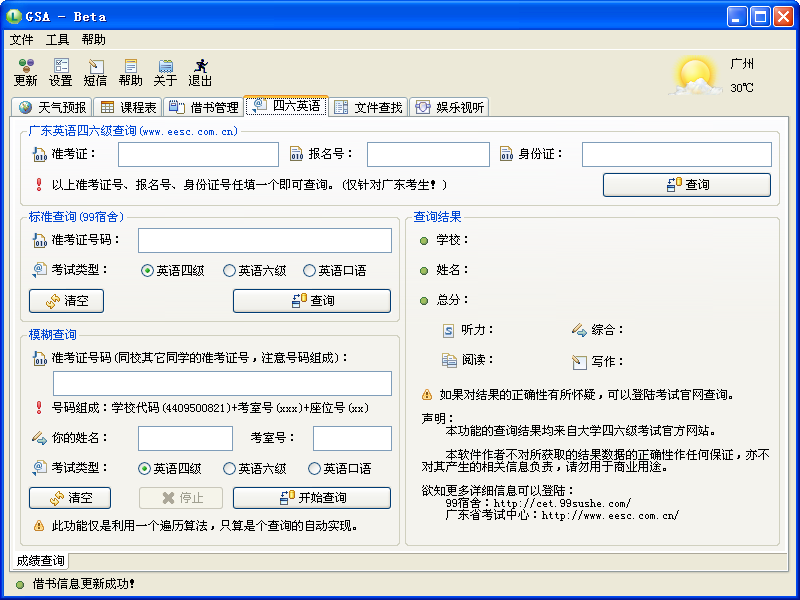 GSA - Beta
文件 工具 帮助
更新 设置 短信 帮助 关于 退出
广州
30℃
天气预报 课程表 借书管理 四六英语 文件查找 娱乐视听
广东英语四六级查询(www.eesc.com.cn)
准考证： 报名号： 身份证：
以上准考证号、报名号、身份证号任填一个即可查询。(仅针对广东考生！)
查询
标准查询(99宿舍)
准考证号码：
考试类型： 英语四级 英语六级 英语口语
清空 查询
模糊查询
准考证号码(同校其它同学的准考证号，注意号码组成)：
号码组成：学校代码(4409500821)+考室号(xxx)+座位号(xx)
你的姓名： 考室号：
考试类型： 英语四级 英语六级 英语口语
清空 停止 开始查询
此功能仅是利用一个遍历算法，只算是个查询的自动实现。
查询结果
学校：
姓名：
总分：
听力： 综合：
阅读： 写作：
如果对结果的正确性有所怀疑，可以登陆考试官网查询。
声明：
本功能的查询结果均来自大学四六级考试官方网站。
本软件作者不对所获取的结果数据的正确性作任何保证，亦不
对其产生的相关信息负责，请勿用于商业用途。
欲知更多详细信息可以登陆：
99宿舍：http://cet.99sushe.com/
广东省考试中心：http://www.eesc.com.cn/
成绩查询
借书信息更新成功！